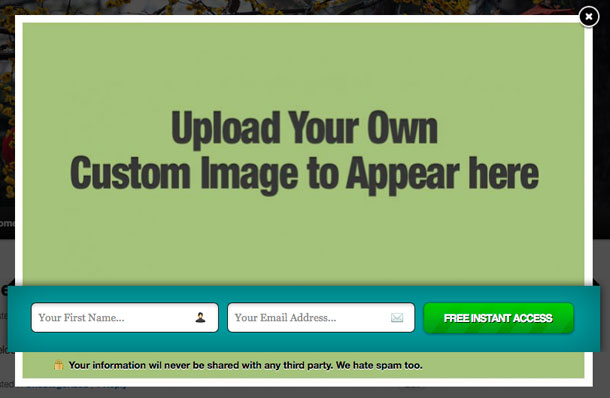 Upload Your Own
Custom Image to Appear here
Your First Name...
Your Email Address...
FREE INSTANT ACCESS
Your information wil never be shared with any third party. We hate spam too.